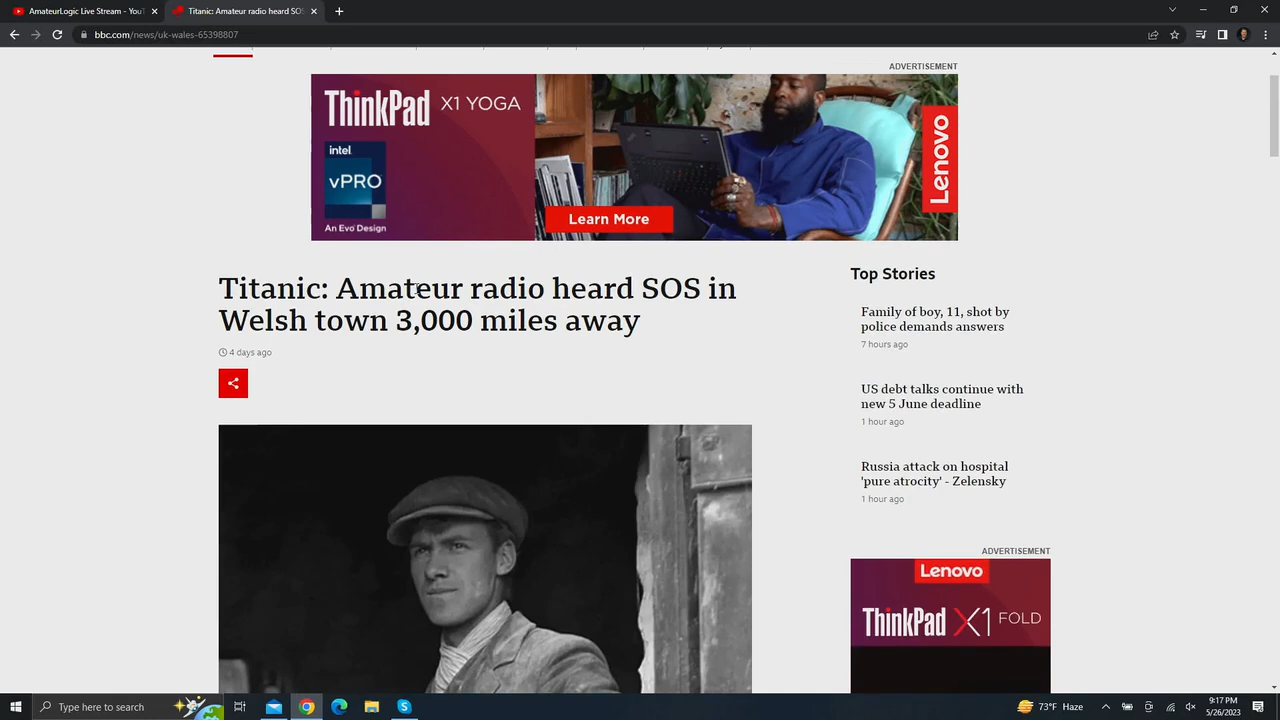 AmateurLogic Live Stream - YouT
Titanic: Amateur radio heard SOS
bbc.com/news/uk-wales-65398807
ADVERTISEMENT
ThinkPad X1 YOGA
intel
vPRO
An Evo Design
Learn More
Lenovo
Titanic: Amateur radio heard SOS in
Welsh town 3,000 miles away
4 days ago
Top Stories
Family of boy, 11, shot by
police demands answers
7 hours ago
US debt talks continue with
new 5 June deadline
1 hour ago
Russia attack on hospital
'pure atrocity' - Zelensky
1 hour ago
ADVERTISEMENT
Lenovo
ThinkPad X1 FOLD
Type here to search
73°F Haze
9:17 PM
5/26/2023